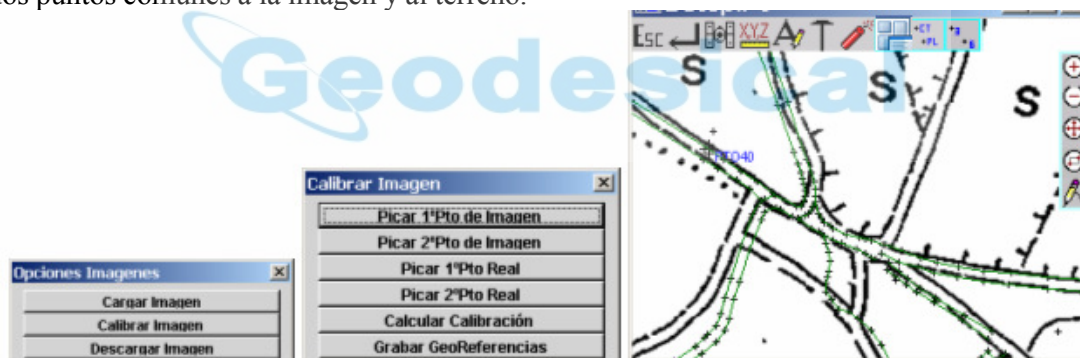 los puntos comunes a la imagen y al terreno.
Geodesical
Esc XYZ A T +CT +PL
S S S
PTO40
Calibrar Imagen
Picar 1ºPto de Imagen
Picar 2ºPto de Imagen
Picar 1ºPto Real
Picar 2ºPto Real
Calcular Calibración
Grabar GeoReferencias
Opciones Imagenes
Cargar Imagen
Calibrar Imagen
Descargar Imagen